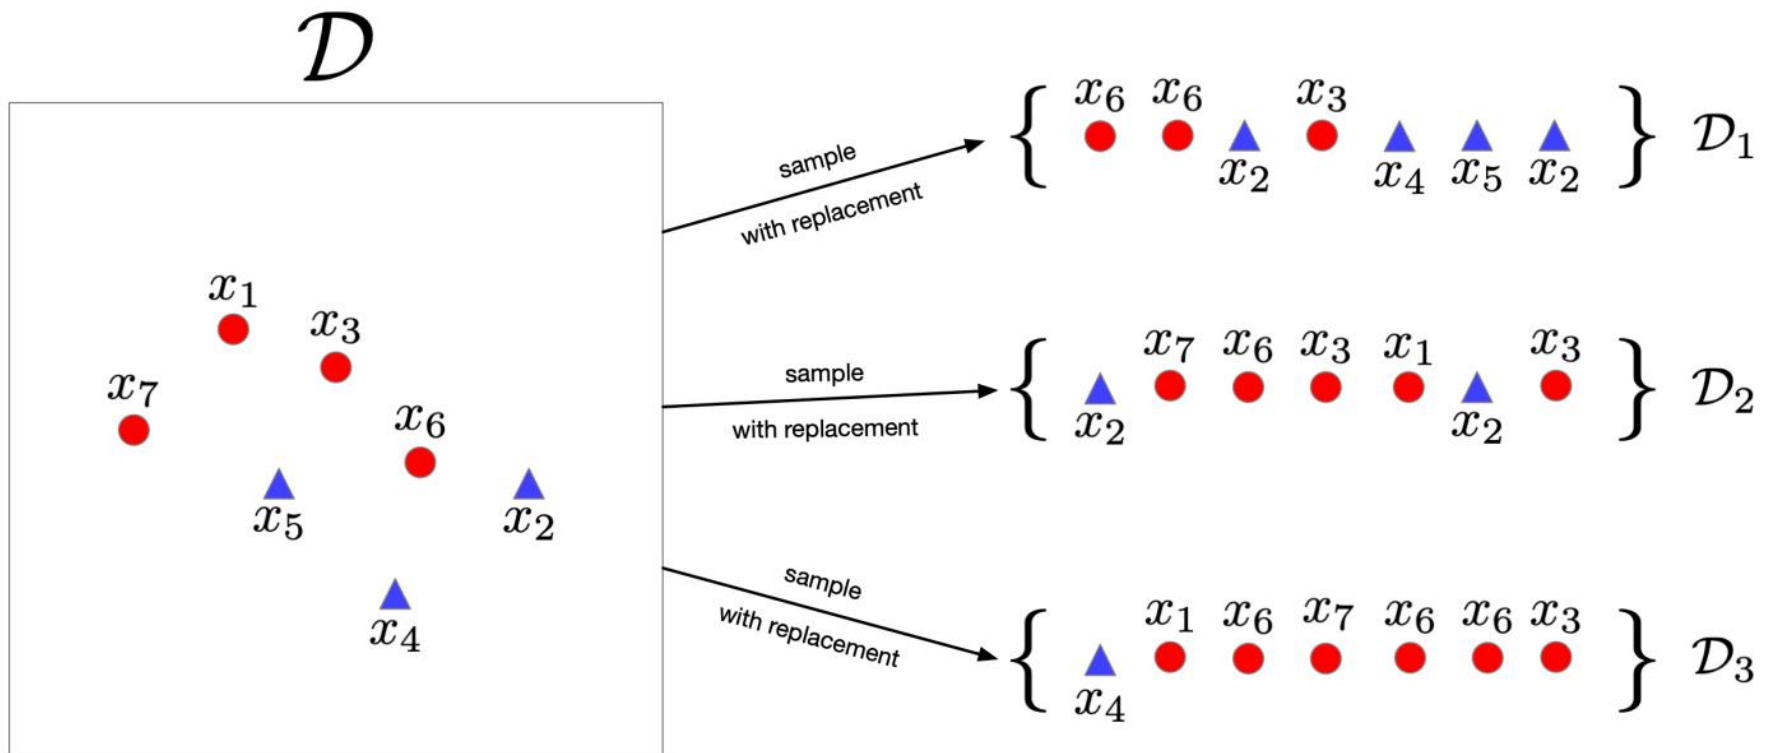 𝒟
x₁
x₃
x₇
x₆
x₅
x₂
x₄
sample
with replacement
{ x₆ x₆ x₂ x₃ x₄ x₅ x₂ } 𝒟₁
sample
with replacement
{ x₂ x₇ x₆ x₃ x₁ x₂ x₃ } 𝒟₂
sample
with replacement
{ x₄ x₁ x₆ x₇ x₆ x₆ x₃ } 𝒟₃